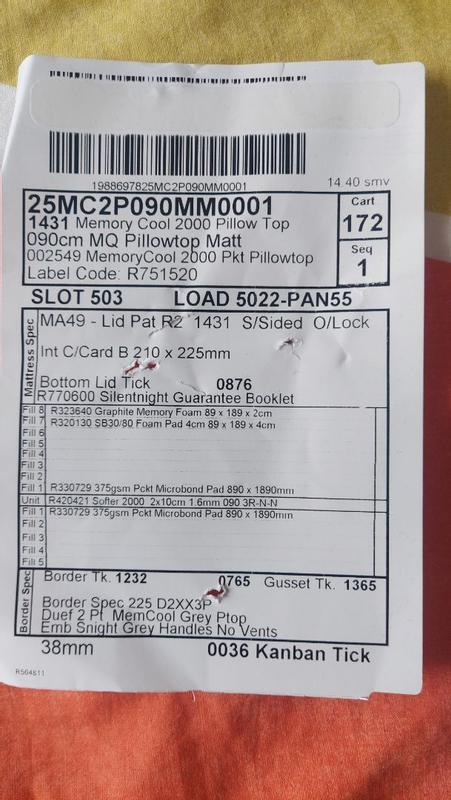 1988697825MC2P090MM0001
14.40 smv
25MC2P090MM0001
Cart
172
1431 Memory Cool 2000 Pillow Top
090cm MQ Pillowtop Matt
002549 MemoryCool 2000 Pkt Pillowtop
Label Code: R751520
Seq
1
SLOT 503 LOAD 5022-PAN55
Mattress Spec
MA49 - Lid Pat R2 1431 S/Sided O/Lock
Int C/Card B 210 x 225mm
Bottom Lid Tick 0876
R770600 Silentnight Guarantee Booklet
Fill 8 R323640 Graphite Memory Foam 89 x 189 x 2cm
Fill 7 R320130 SB30/80 Foam Pad 4cm 89 x 189 x 4cm
Fill 6
Fill 5
Fill 4
Fill 3
Fill 2
Fill 1 R330729 375gsm Pckt Microbond Pad 890 x 1890mm
Unit R420421 Softer 2000 2x10cm 1.6mm 090 3R-N-N
Fill 1 R330729 375gsm Pckt Microbond Pad 890 x 1890mm
Fill 2
Fill 3
Fill 4
Fill 5
Border Spec
Border Tk. 1232 0765 Gusset Tk. 1365
Border Spec 225 D2XX3P
Duef 2 Pt MemCool Grey Ptop
Emb Snight Grey Handles No Vents
38mm 0036 Kanban Tick
R564611